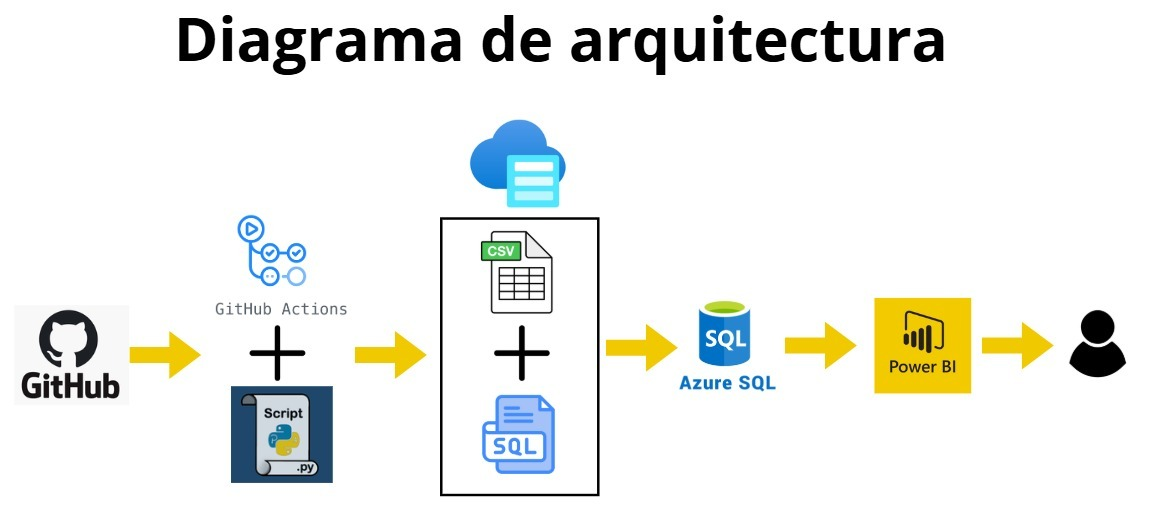 Diagrama de arquitectura
GitHub
GitHub Actions
Script
.py
CSV
SQL
SQL
Azure SQL
Power BI